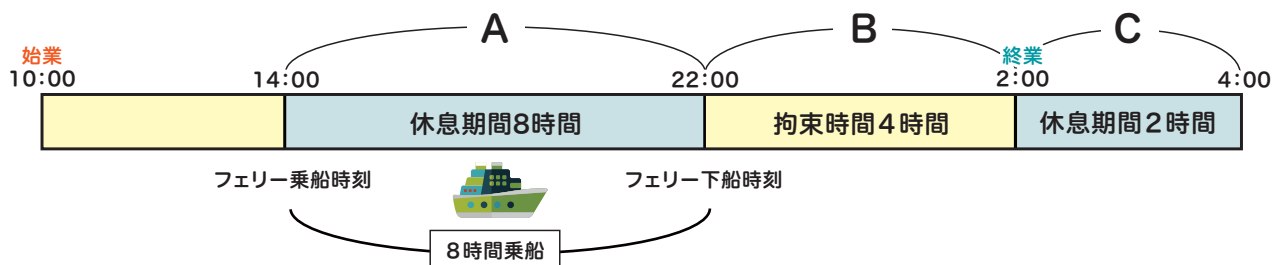 A
B
C
始業
終業
10:00
14:00
22:00
2:00
4:00
休息期間8時間
拘束時間4時間
休息期間2時間
フェリー乗船時刻
フェリー下船時刻
8時間乗船